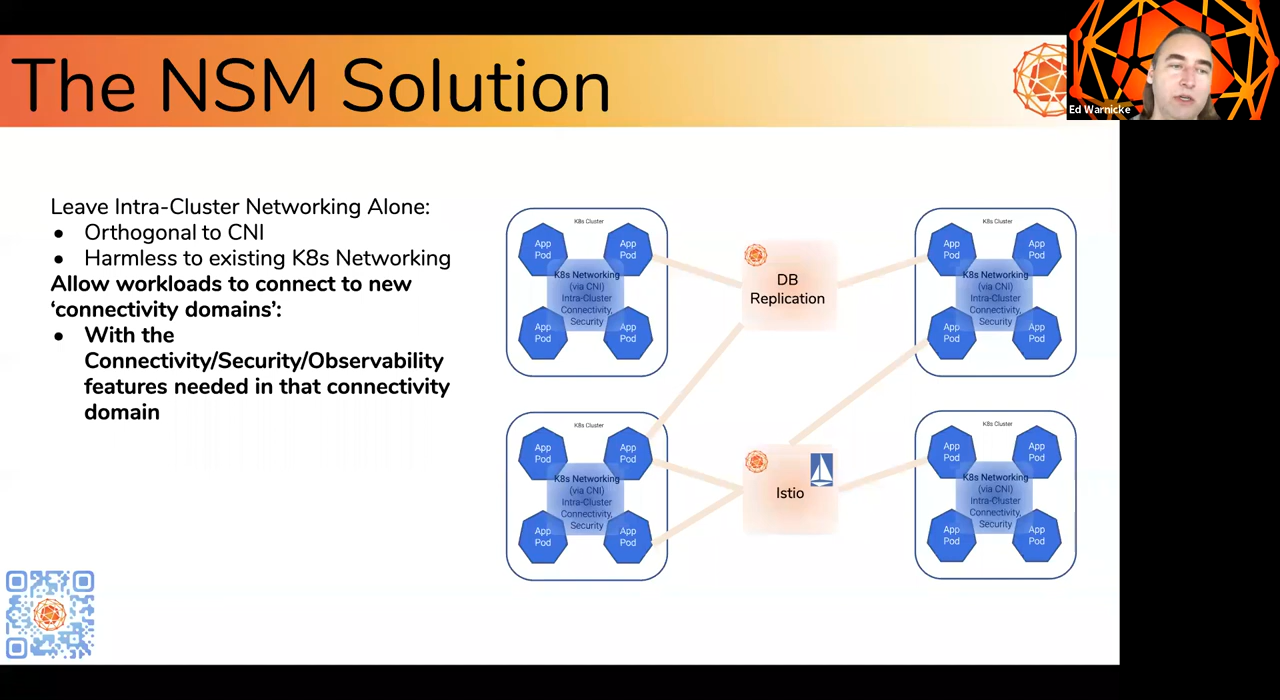 The NSM Solution
Ed Warnicke
Leave Intra-Cluster Networking Alone:
● Orthogonal to CNI
● Harmless to existing K8s Networking
Allow workloads to connect to new
‘connectivity domains’:
● With the
Connectivity/Security/Observability
features needed in that connectivity
domain
K8s Cluster
App
Pod
App
Pod
K8s Networking
(via CNI)
Intra-Cluster
Connectivity,
Security
App
Pod
App
Pod
DB
Replication
K8s Cluster
App
Pod
App
Pod
K8s Networking
(via CNI)
Intra-Cluster
Connectivity,
Security
App
Pod
App
Pod
K8s Cluster
App
Pod
App
Pod
K8s Networking
(via CNI)
Intra-Cluster
Connectivity,
Security
App
Pod
App
Pod
Istio
K8s Cluster
App
Pod
App
Pod
K8s Networking
(via CNI)
Intra-Cluster
Connectivity,
Security
App
Pod
App
Pod